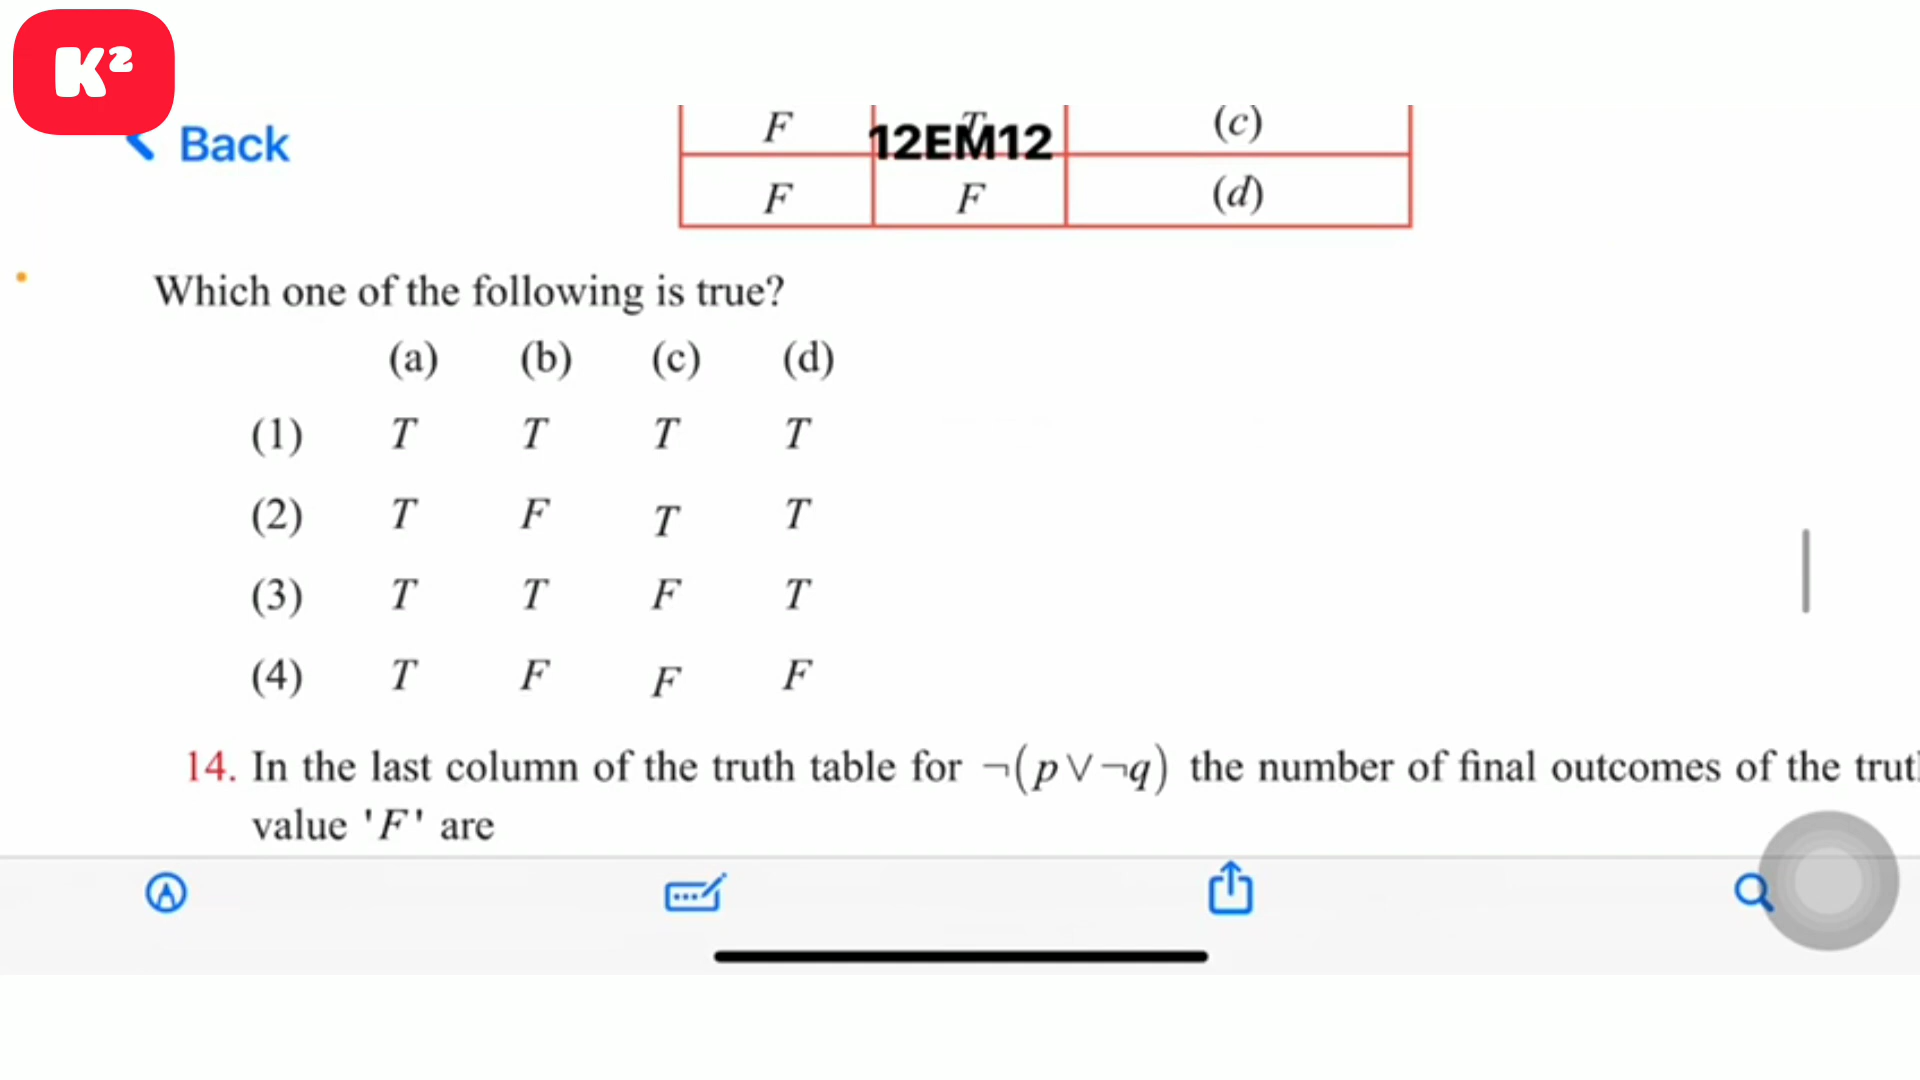 K²
Back
12EM12
F T (c)
F F (d)
Which one of the following is true?
(a) (b) (c) (d)
(1) T T T T
(2) T F T T
(3) T T F T
(4) T F F F
14. In the last column of the truth table for ¬(p∨¬q) the number of final outcomes of the trut
value 'F' are